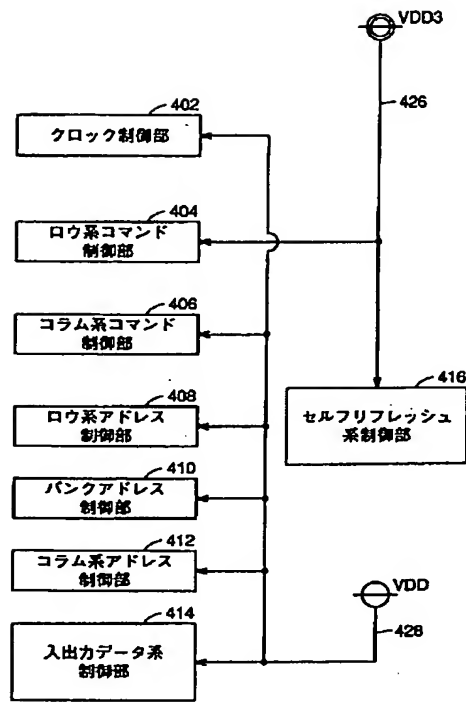 VDD3
426
402
クロック制御部
404
ロウ系コマンド
制御部
406
コラム系コマンド
制御部
416
セルフリフレッシュ
系制御部
408
ロウ系アドレス
制御部
410
バンクアドレス
制御部
412
コラム系アドレス
制御部
414
入出力データ系
制御部
VDD
428